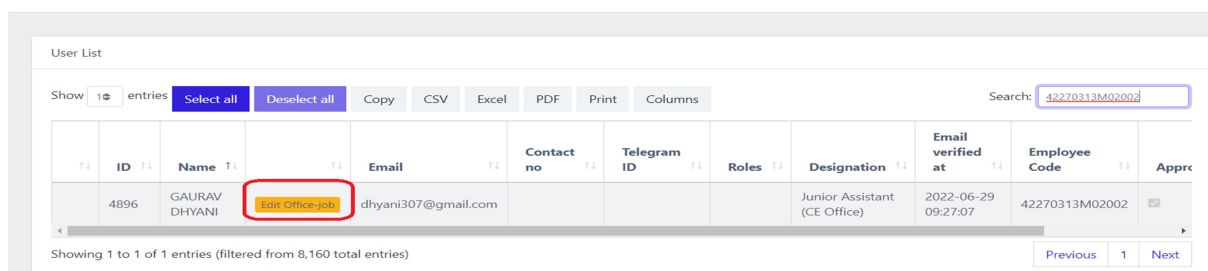 User List
Show 10 entries Select all Deselect all Copy CSV Excel PDF Print Columns Search: 42270313M02002
ID Name Email Contact no Telegram ID Roles Designation Email verified at Employee Code Appro
4896 GAURAV DHYANI Edit Office-job dhyani307@gmail.com Junior Assistant (CE Office) 2022-06-29 09:27:07 42270313M02002
Showing 1 to 1 of 1 entries (filtered from 8,160 total entries) Previous 1 Next